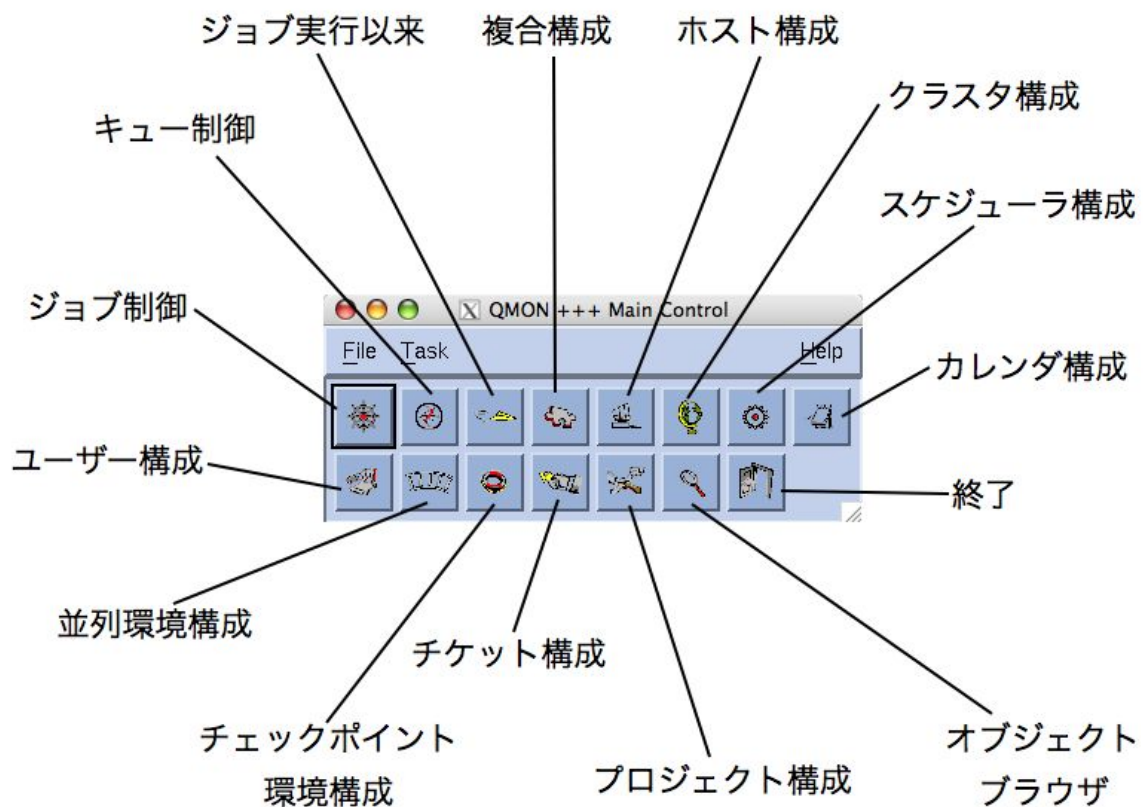 ジョブ実行以来
複合構成
ホスト構成
クラスタ構成
キュー制御
スケジューラ構成
ジョブ制御
QMON +++ Main Control
File Task Help
カレンダ構成
ユーザー構成
終了
並列環境構成
チケット構成
チェックポイント
環境構成
プロジェクト構成
オブジェクト
ブラウザ